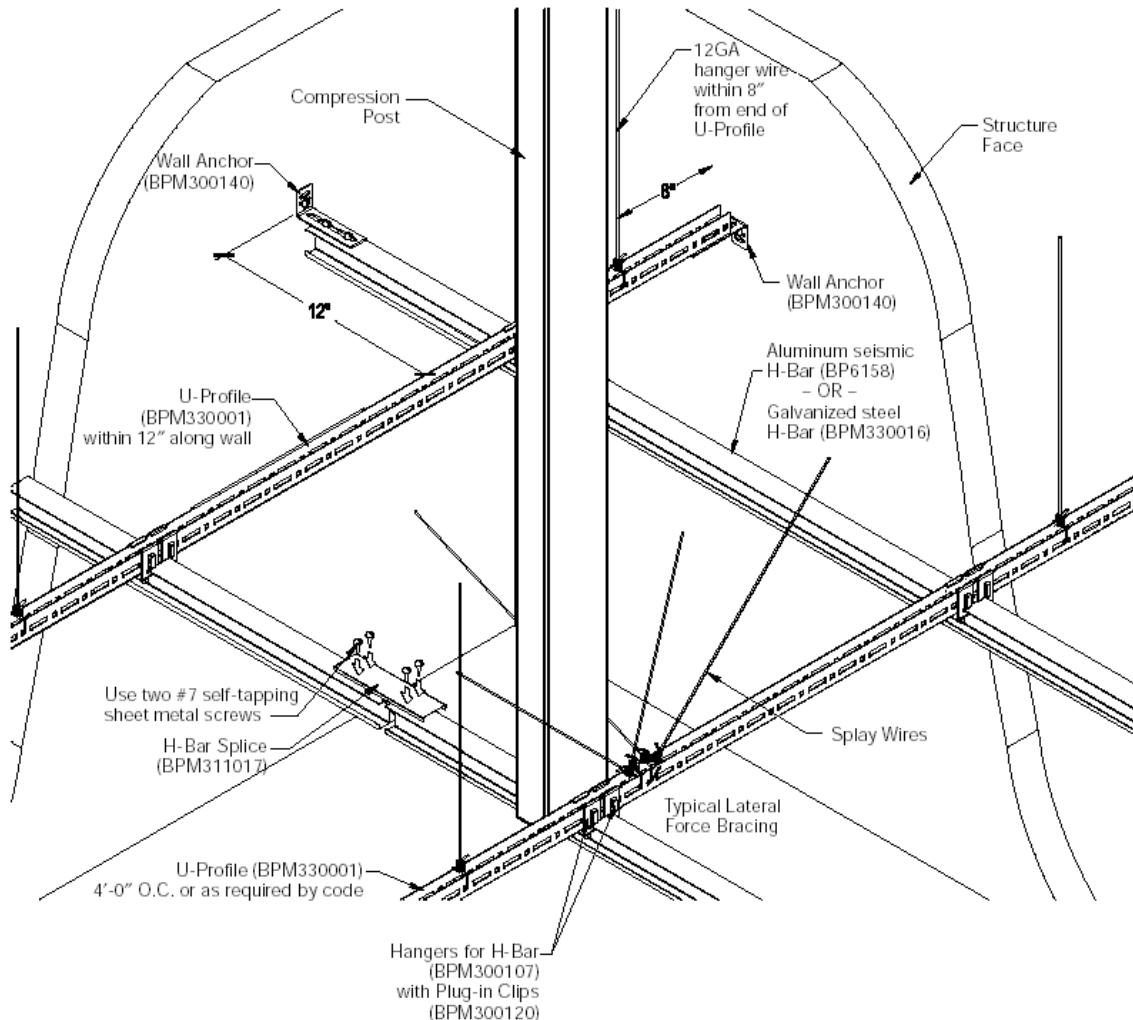 12GA
hanger wire
within 8"
from end of
U-Profile
Compression
Post
Structure
Face
Wall Anchor
(BPM300140)
8"
Wall Anchor
(BPM300140)
12"
Aluminum seismic
H-Bar (BP6158)
– OR –
Galvanized steel
H-Bar (BPM330016)
U-Profile
(BPM330001)
within 12" along wall
Use two #7 self-tapping
sheet metal screws
H-Bar Splice
(BPM311017)
Splay Wires
Typical Lateral
Force Bracing
U-Profile (BPM330001)
4'-0" O.C. or as required by code
Hangers for H-Bar
(BPM300107)
with Plug-in Clips
(BPM300120)